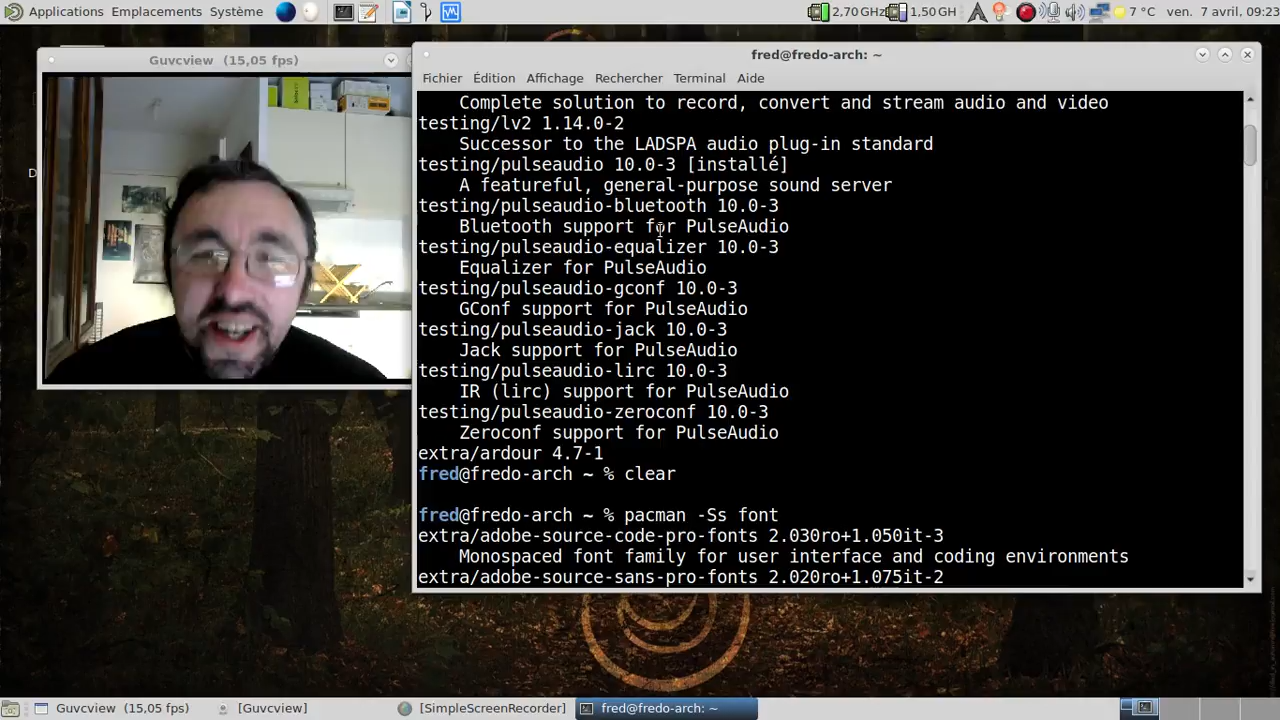 Applications Emplacements Système
2,70 GHz 1,50 GH 7 °C ven. 7 avril, 09:23
Guvcview (15,05 fps)
fred@fredo-arch: ~
Fichier Édition Affichage Rechercher Terminal Aide
Complete solution to record, convert and stream audio and video
testing/lv2 1.14.0-2
Successor to the LADSPA audio plug-in standard
testing/pulseaudio 10.0-3 [installé]
A featureful, general-purpose sound server
testing/pulseaudio-bluetooth 10.0-3
Bluetooth support for PulseAudio
testing/pulseaudio-equalizer 10.0-3
Equalizer for PulseAudio
testing/pulseaudio-gconf 10.0-3
GConf support for PulseAudio
testing/pulseaudio-jack 10.0-3
Jack support for PulseAudio
testing/pulseaudio-lirc 10.0-3
IR (lirc) support for PulseAudio
testing/pulseaudio-zeroconf 10.0-3
Zeroconf support for PulseAudio
extra/ardour 4.7-1
fred@fredo-arch ~ % clear
fred@fredo-arch ~ % pacman -Ss font
extra/adobe-source-code-pro-fonts 2.030ro+1.050it-3
Monospaced font family for user interface and coding environments
extra/adobe-source-sans-pro-fonts 2.020ro+1.075it-2
D
Guvcview (15,05 fps) [Guvcview] [SimpleScreenRecorder] fred@fredo-arch: ~